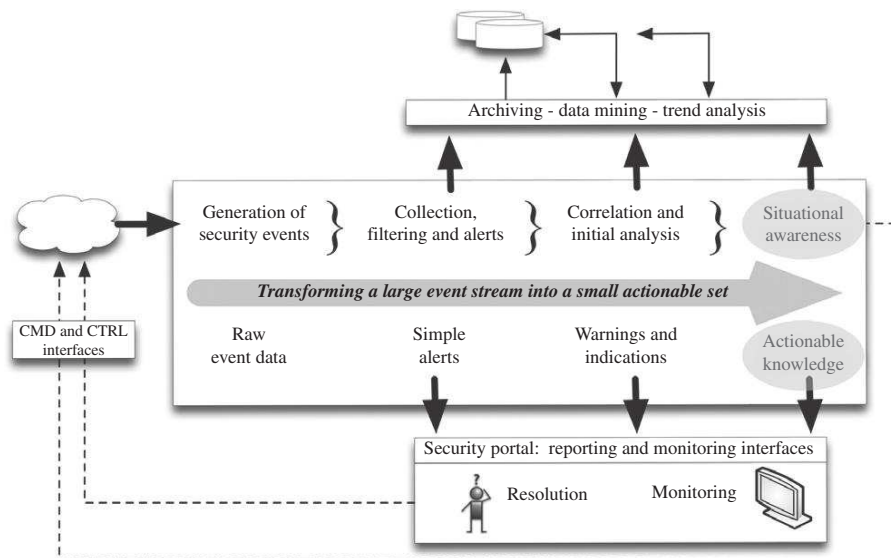 Archiving - data mining - trend analysis
Generation of
security events
Collection,
filtering and alerts
Correlation and
initial analysis
Situational
awareness
Transforming a large event stream into a small actionable set
CMD and CTRL
interfaces
Raw
event data
Simple
alerts
Warnings and
indications
Actionable
knowledge
Security portal: reporting and monitoring interfaces
?
Resolution
Monitoring